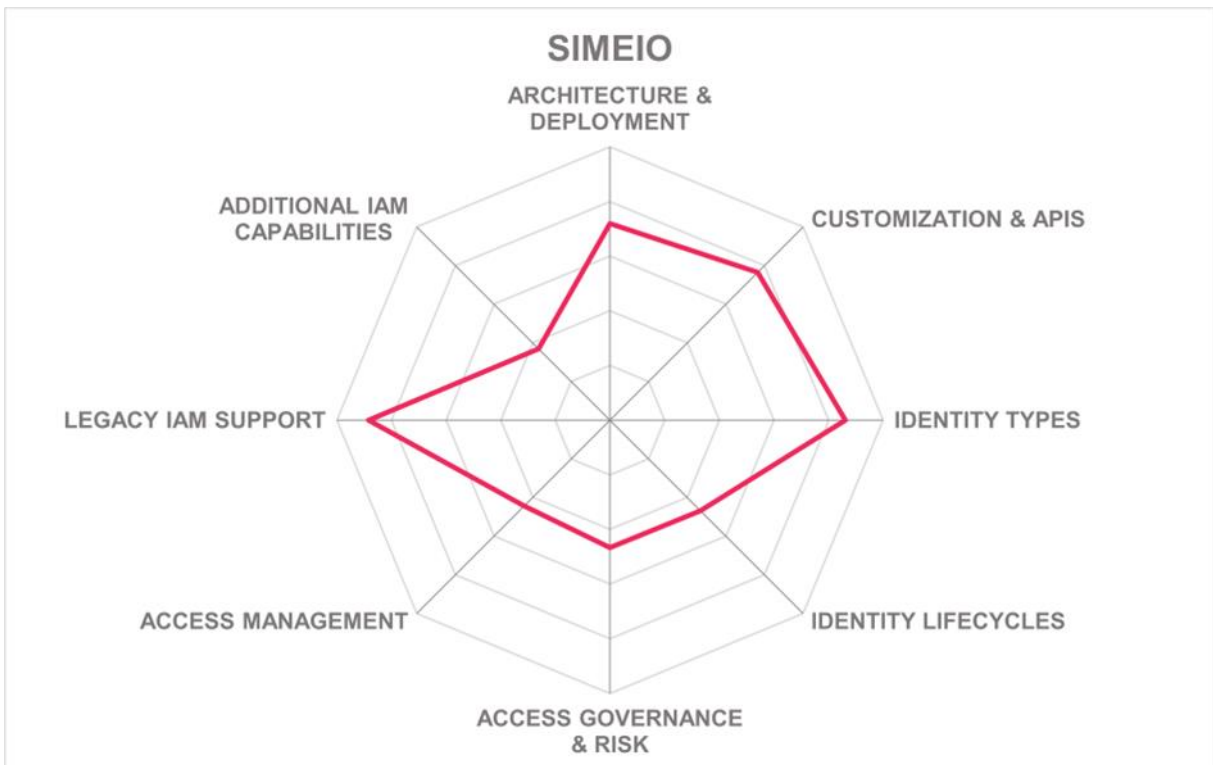 SIMEIO
ARCHITECTURE &
DEPLOYMENT
ADDITIONAL IAM
CAPABILITIES
CUSTOMIZATION & APIS
LEGACY IAM SUPPORT
IDENTITY TYPES
ACCESS MANAGEMENT
IDENTITY LIFECYCLES
ACCESS GOVERNANCE
& RISK